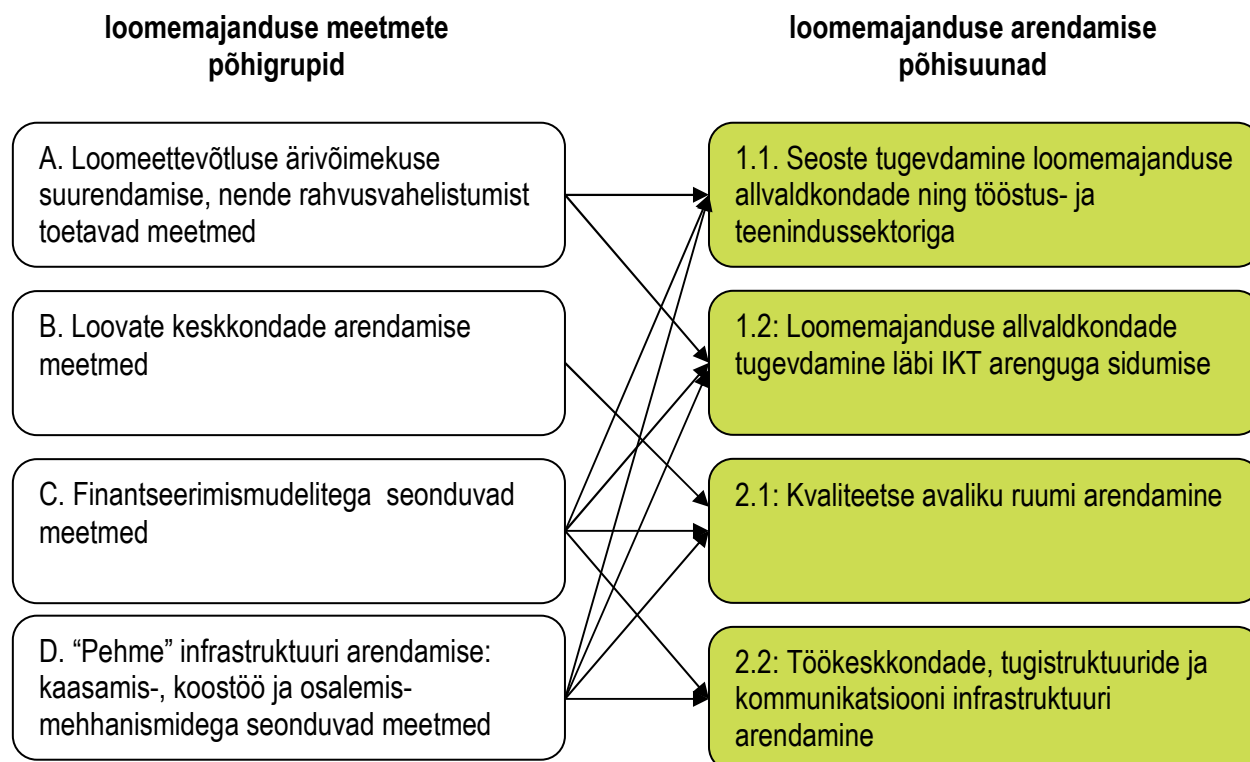 loomemajanduse meetmete
põhigrupid
loomemajanduse arendamise
põhisuunad
A. Loomeettevõtluse ärivõimekuse
suurendamise, nende rahvusvahelistumist
toetavad meetmed
1.1. Seoste tugevdamine loomemajanduse
allvaldkondade ning tööstus- ja
teenindussektoriga
B. Loovate keskkondade arendamise
meetmed
1.2: Loomemajanduse allvaldkondade
tugevdamine läbi IKT arenguga sidumise
C. Finantseerimismudelitega seonduvad
meetmed
2.1: Kvaliteetse avaliku ruumi arendamine
D. “Pehme” infrastruktuuri arendamise:
kaasamis-, koostöö ja osalemis-
mehhanismidega seonduvad meetmed
2.2: Töökeskkondade, tugistruktuuride ja
kommunikatsiooni infrastruktuuri
arendamine